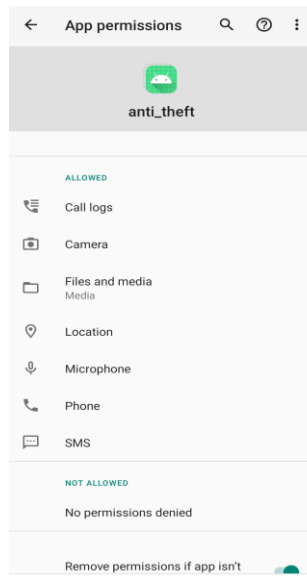 App permissions
anti_theft
ALLOWED
Call logs
Camera
Files and media
Media
Location
Microphone
Phone
SMS
NOT ALLOWED
No permissions denied
Remove permissions if app isn't